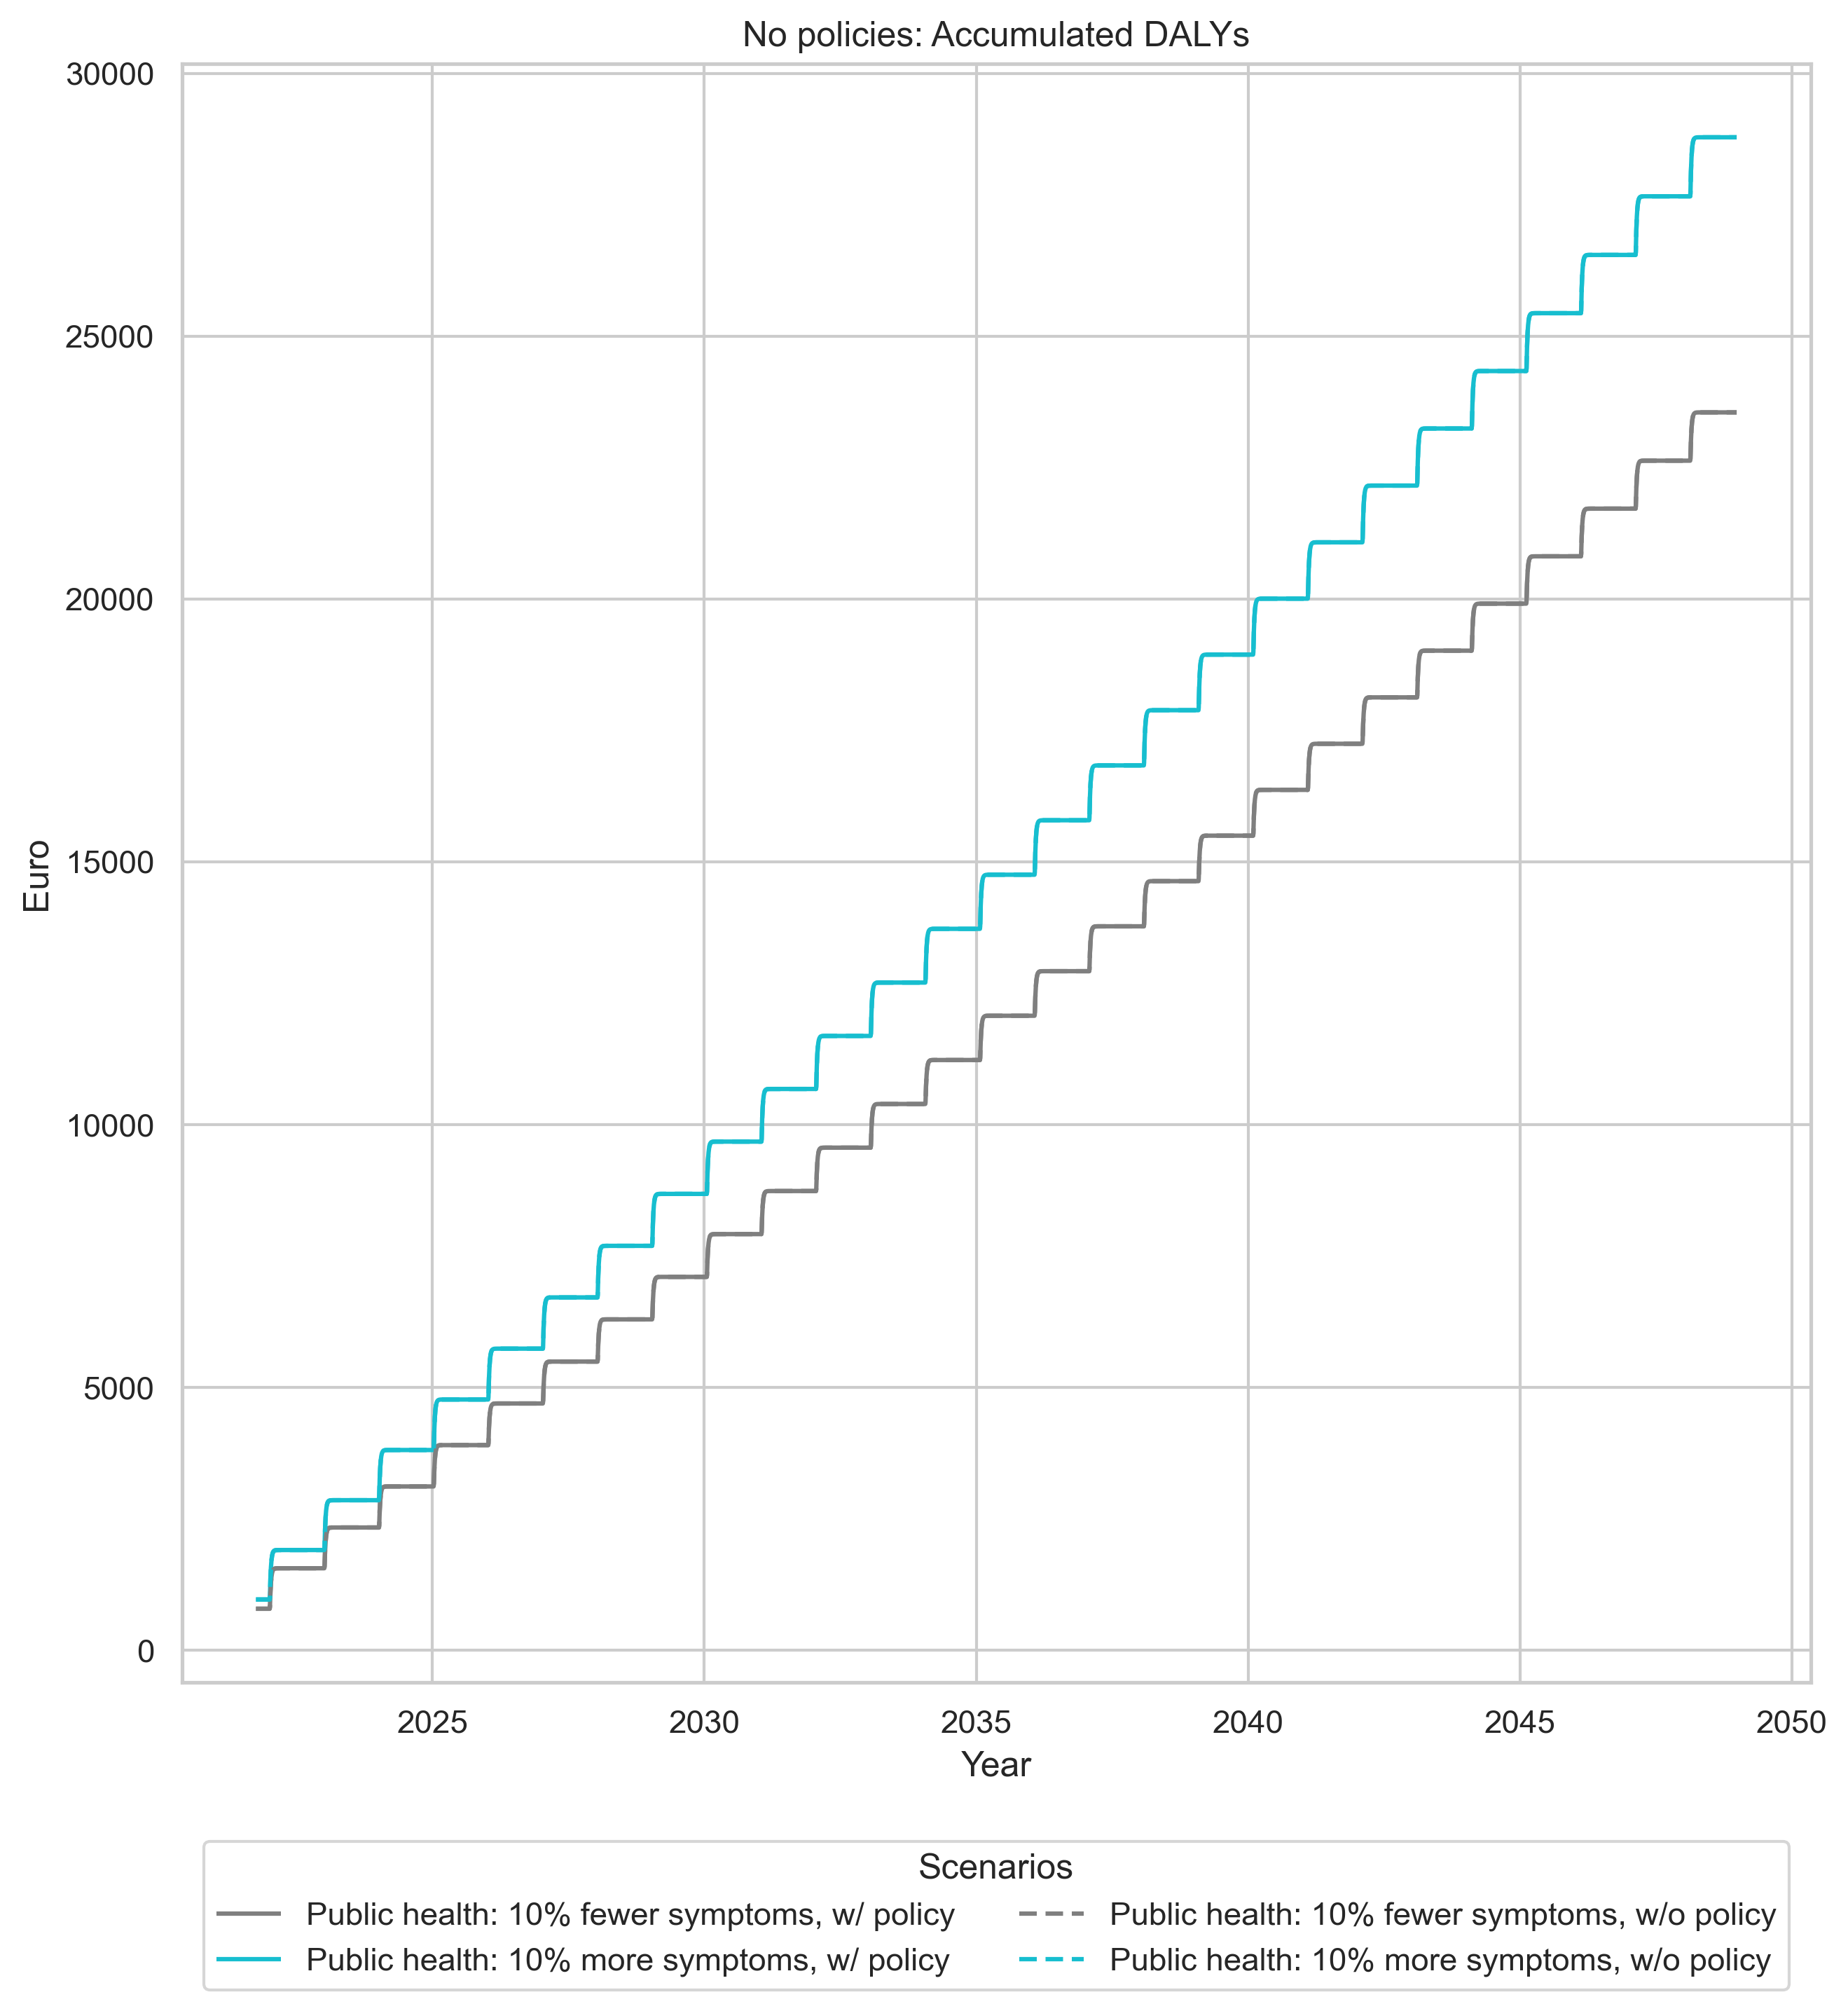 No policies: Accumulated DALYs
30000
25000
20000
15000
10000
5000
0
Euro
2025 2030 2035 2040 2045 2050
Year
Scenarios
Public health: 10% fewer symptoms, w/ policy
Public health: 10% more symptoms, w/ policy
Public health: 10% fewer symptoms, w/o policy
Public health: 10% more symptoms, w/o policy